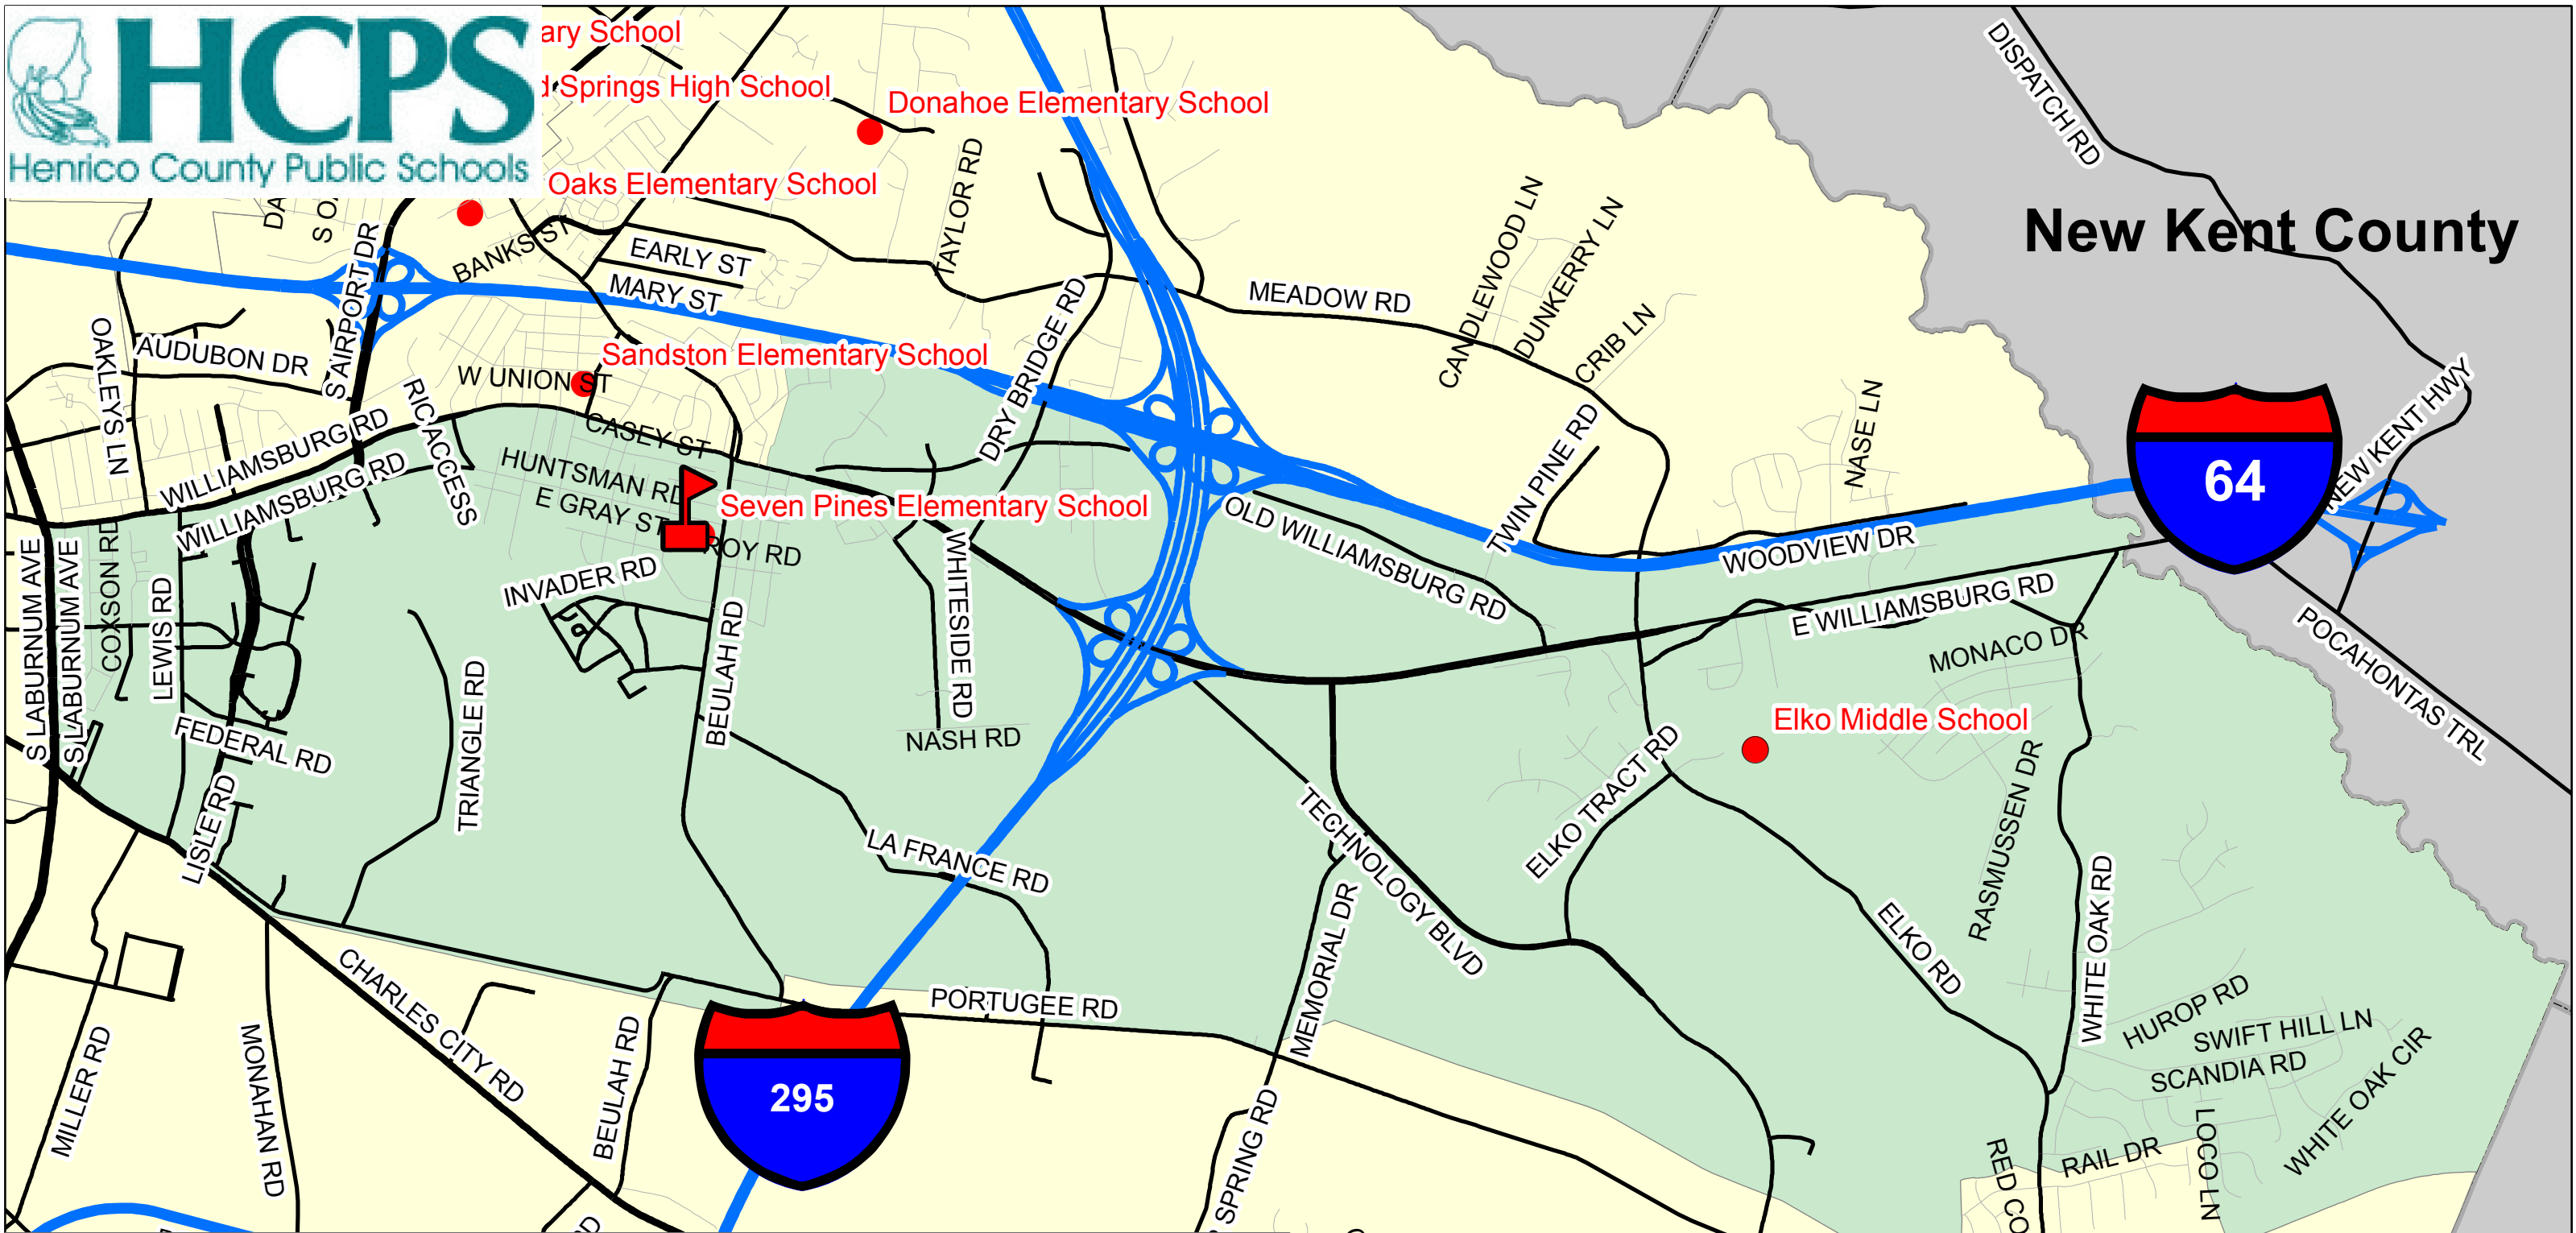 HCPS
Henrico County Public Schools
ary School
d Springs High School
Donahoe Elementary School
Oaks Elementary School
DISPATCH RD
New Kent County
TAYLOR RD
S AIRPORT DR
BANKS ST
EARLY ST
MARY ST
DRY BRIDGE RD
MEADOW RD
CANDLEWOOD LN
DUNKERRY LN
CRIB LN
OAKLEYS LN
AUDUBON DR
Sandston Elementary School
W UNION ST
RIC ACCESS
CASEY ST
WILLIAMSBURG RD
WILLIAMSBURG RD
HUNTSMAN RD
E GRAY ST
Seven Pines Elementary School
ROY RD
INVADER RD
TWIN PINE RD
NASE LN
64
NEW KENT HWY
OLD WILLIAMSBURG RD
WOODVIEW DR
E WILLIAMSBURG RD
MONACO DR
POCAHONTAS TRL
S LABURNUM AVE
S LABURNUM AVE
COXSON RD
LEWIS RD
FEDERAL RD
TRIANGLE RD
BEULAH RD
WHITESIDE RD
NASH RD
Elko Middle School
ELKO TRACT RD
RASMUSSEN DR
LISLE RD
LA FRANCE RD
TECHNOLOGY BLVD
MEMORIAL DR
ELKO RD
WHITE OAK RD
CHARLES CITY RD
PORTUGEE RD
HUROP RD
SWIFT HILL LN
SCANDIA RD
WHITE OAK CIR
MILLER RD
MONAHAN RD
BEULAH RD
295
SPRING RD
RED CO
RAIL DR
LOCO LN